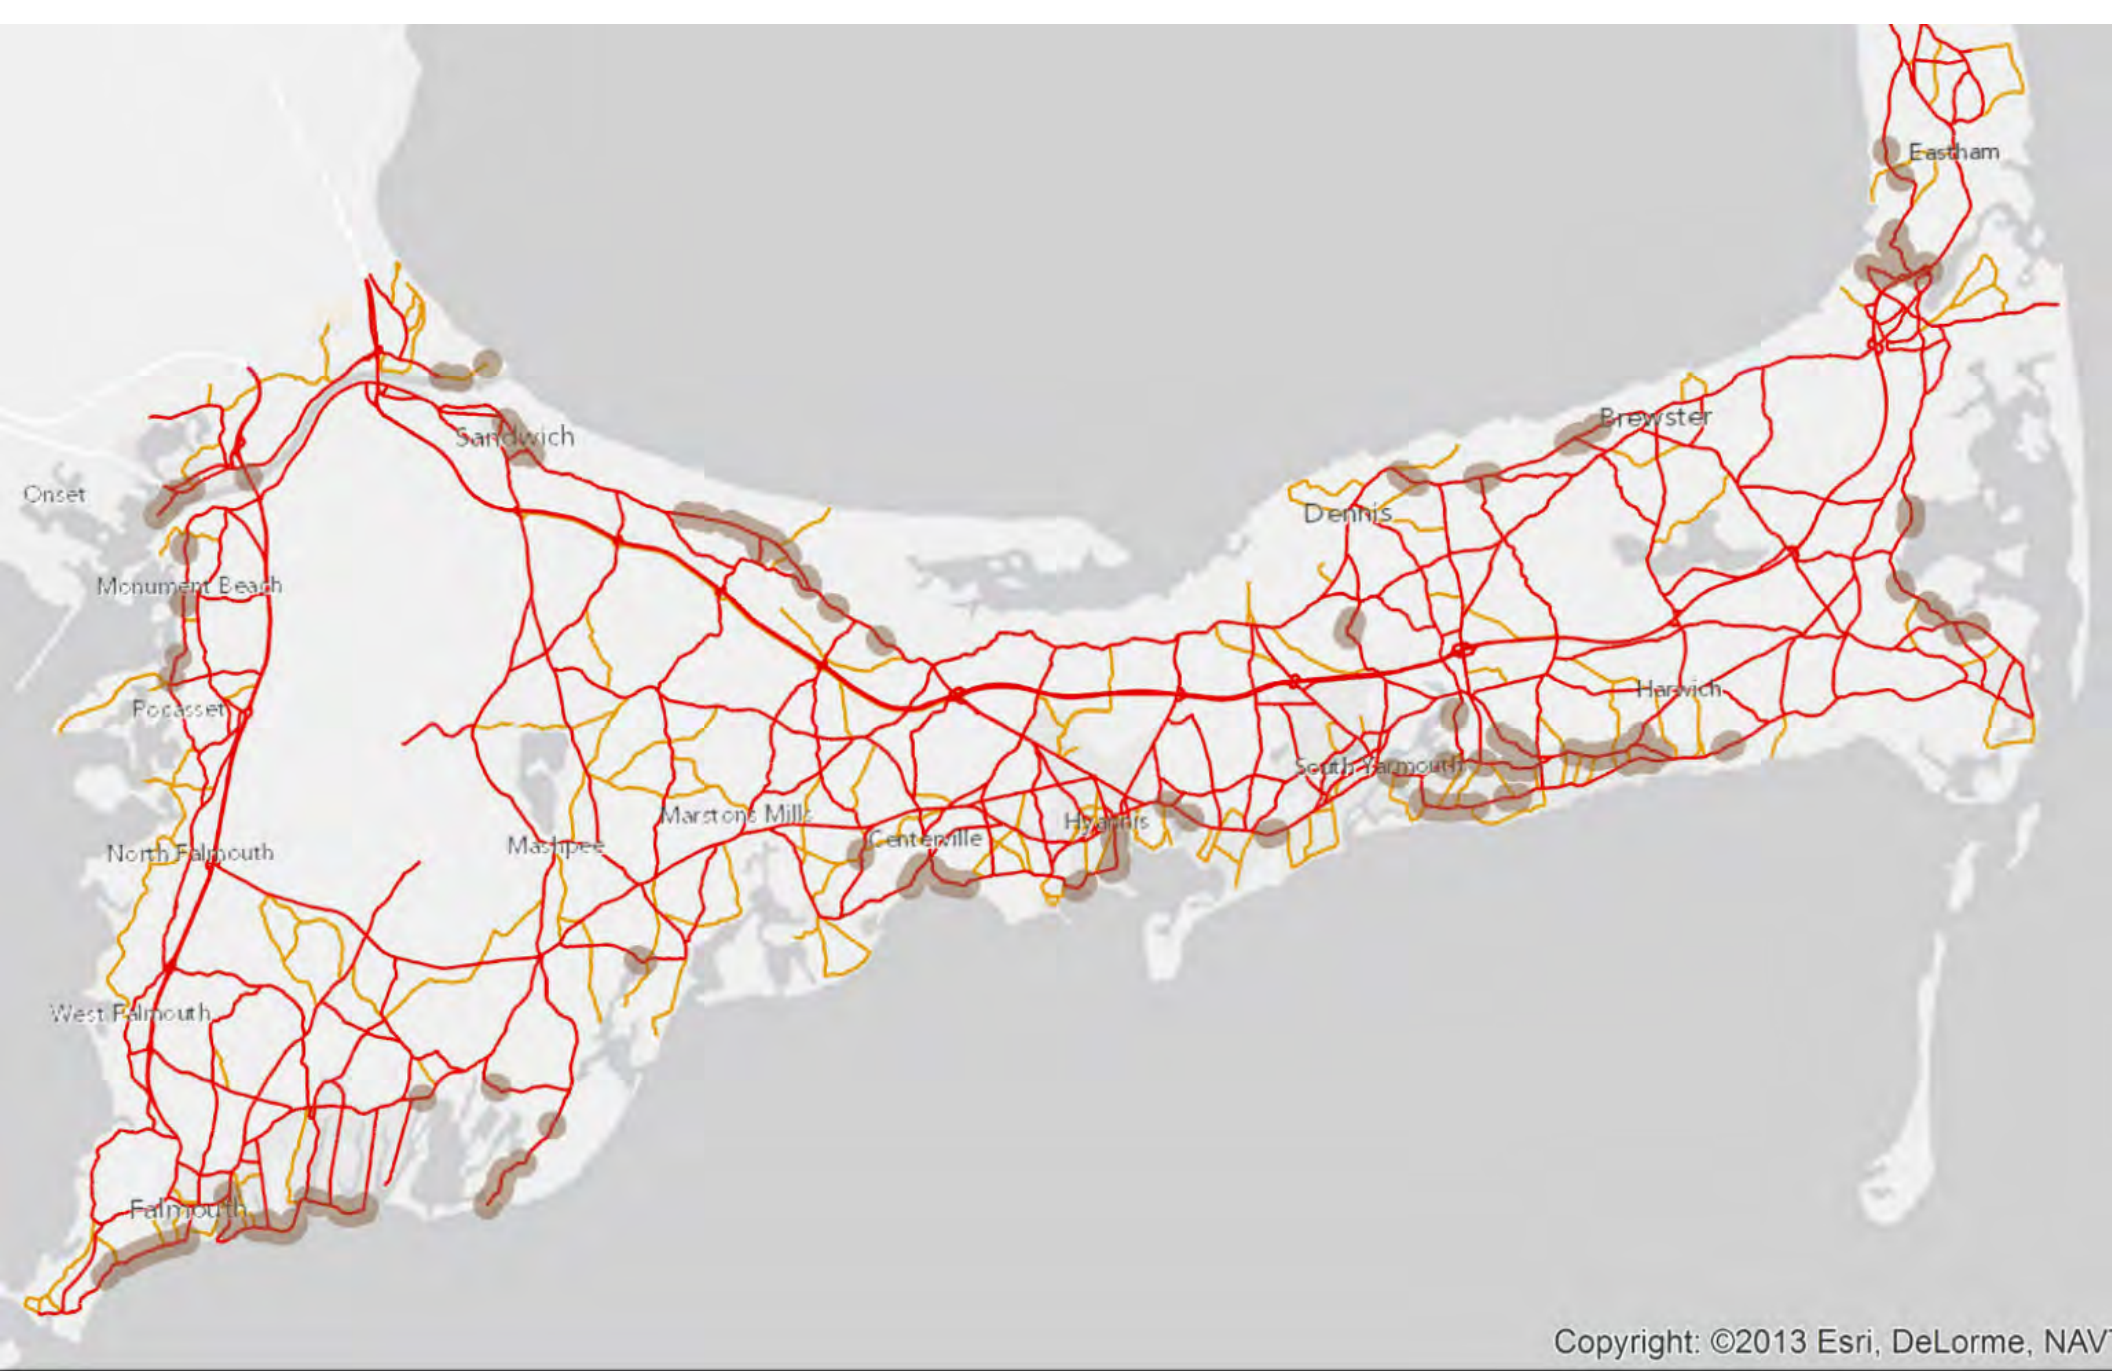 Eastham
Brewster
Sandwich
Onset
Dennis
Monument Beach
Harwich
Pocasset
South Yarmouth
Marstons Mills
Hyannis
Centerville
Mashpee
North Falmouth
West Falmouth
Falmouth
Copyright: ©2013 Esri, DeLorme, NAVT